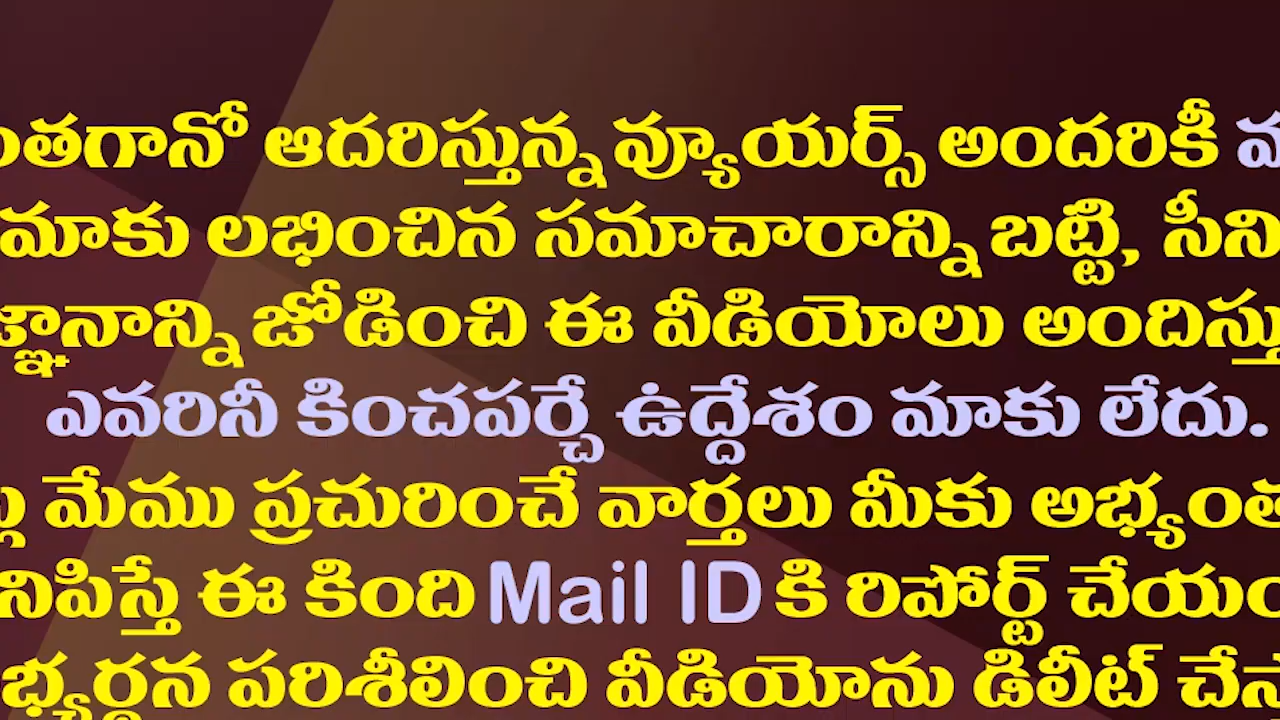 ఆదరిస్తున్న వ్యూయర్స్ అందరికీ
మాకు లభించిన సమాచారాన్ని బట్టి,
జోడించి ఈ వీడియోలు
ఎవరినీ కించపర్చే ఉద్దేశం మాకు లేదు.
మేము ప్రచురించే వార్తలు మీకు
ఈ కింది Mail ID కి రిపోర్ట్
పరిశీలించి వీడియోను డిలీట్